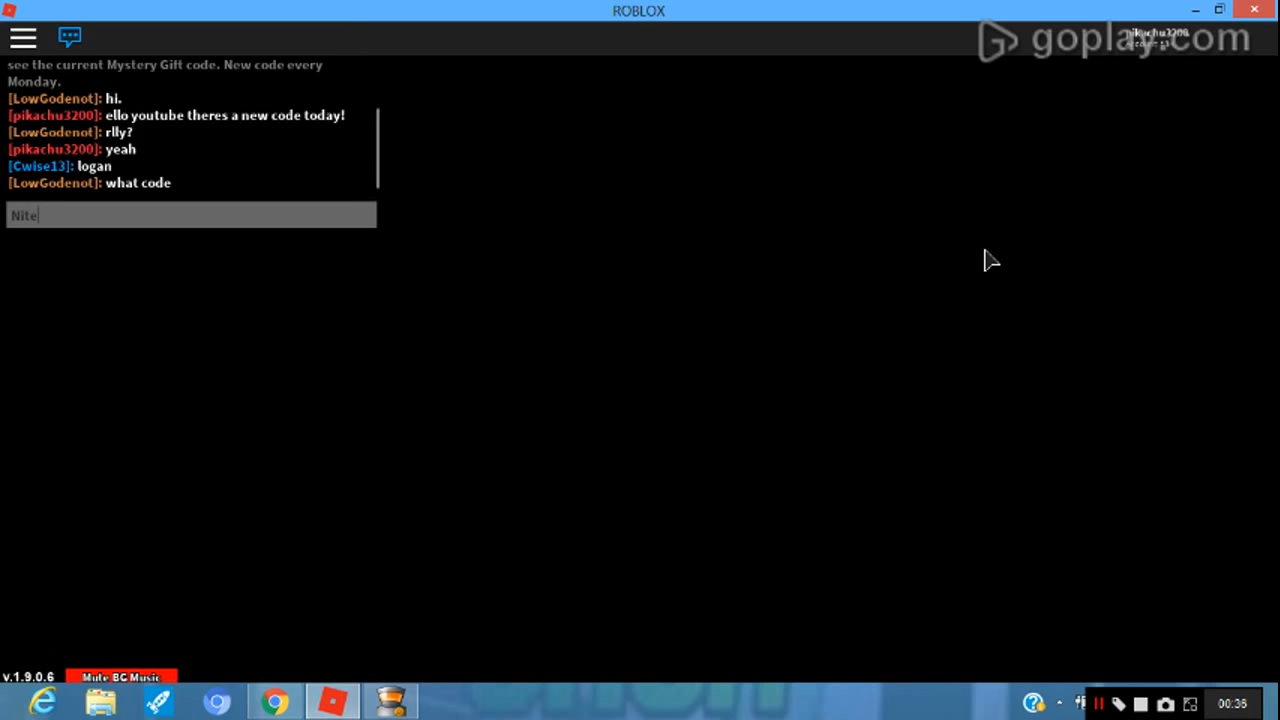 ROBLOX
goplay.com
pikachu3200
see the current Mystery Gift code. New code every
Monday.
[LowGodenot]: hi.
[pikachu3200]: ello youtube theres a new code today!
[LowGodenot]: rlly?
[pikachu3200]: yeah
[Cwise13]: logan
[LowGodenot]: what code
Nite
v.1.9.0.6
Mute BG Music
00:36